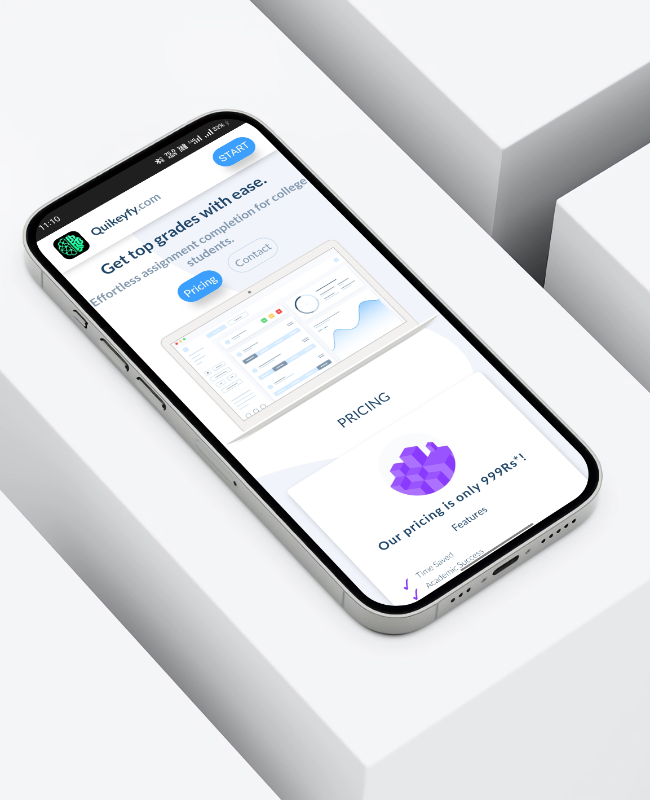 11:10
START
Quikeyfy.com
Get top grades with ease.
Effortless assignment completion for college
students.
Pricing
Contact
PRICING
Our pricing is only 999Rs*!
Features
Time Saved
Academic Success